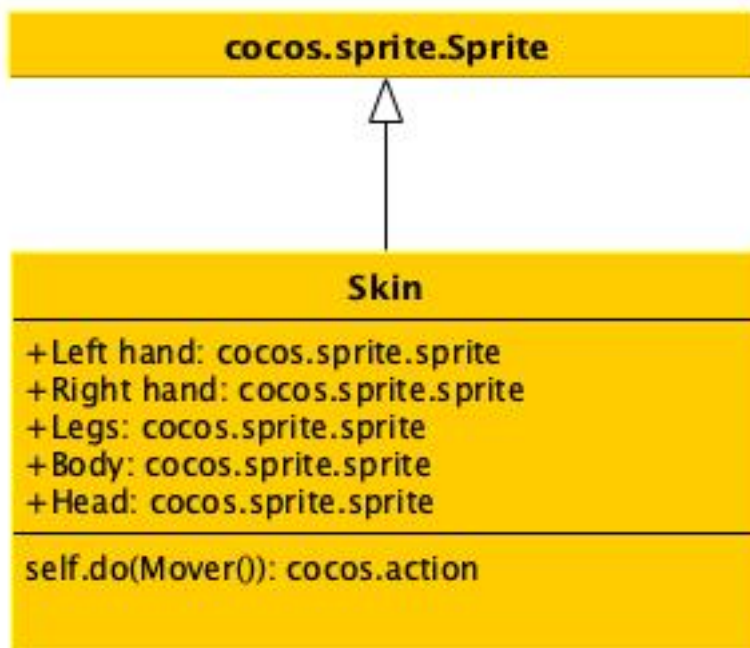 cocos.sprite.Sprite
Skin
+Left hand: cocos.sprite.sprite
+Right hand: cocos.sprite.sprite
+Legs: cocos.sprite.sprite
+Body: cocos.sprite.sprite
+Head: cocos.sprite.sprite
self.do(Mover()): cocos.action